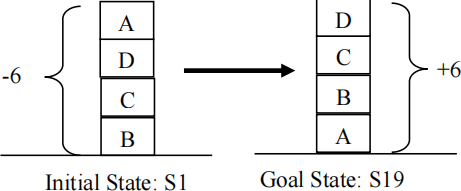 A
D
C
B
-6
D
C
B
A
+6
Initial State: S1
Goal State: S19